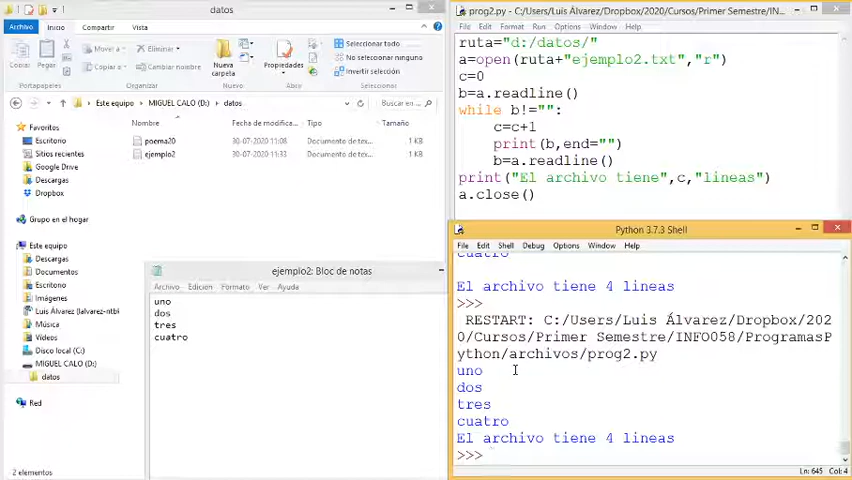 datos
Archivo Inicio Compartir Vista
Copiar Pegar
Mover a Eliminar
Copiar a Cambiar nombre
Nueva carpeta
Propiedades
Seleccionar todo
No seleccionar ninguno
Invertir selección
Portapapeles Organizar Nuevo Abrir Seleccionar
Este equipo MIGUEL CALO (D:) datos
Buscar en ...
Nombre Fecha de modifica... Tipo Tamaño
poema20 30-07-2020 11:08 Documento de tex... 1 KB
ejemplo2 30-07-2020 11:33 Documento de tex... 1 KB
Favoritos
Escritorio
Sitios recientes
Google Drive
Descargas
Dropbox
Grupo en el hogar
Este equipo
Descargas
Documentos
Escritorio
Imágenes
Luis Álvarez (lalvarez-ntbl
Música
Vídeos
Disco local (C:)
MIGUEL CALO (D:)
datos
Red
2 elementos
ejemplo2: Bloc de notas
Archivo Edición Formato Ver Ayuda
uno
dos
tres
cuatro
prog2.py - C:/Users/Luis Álvarez/Dropbox/2020/Cursos/Primer Semestre/IN...
File Edit Format Run Options Window Help
ruta="d:/datos/"
a=open(ruta+"ejemplo2.txt","r")
c=0
b=a.readline()
while b!="":
c=c+1
print(b,end="")
b=a.readline()
print("El archivo tiene",c,"lineas")
a.close()
Python 3.7.3 Shell
File Edit Shell Debug Options Window Help
cuatro
El archivo tiene 4 lineas
>>>
RESTART: C:/Users/Luis Álvarez/Dropbox/202
0/Cursos/Primer Semestre/INFO058/ProgramasP
ython/archivos/prog2.py
uno
dos
tres
cuatro
El archivo tiene 4 lineas
>>>
Ln: 645 Col: 4